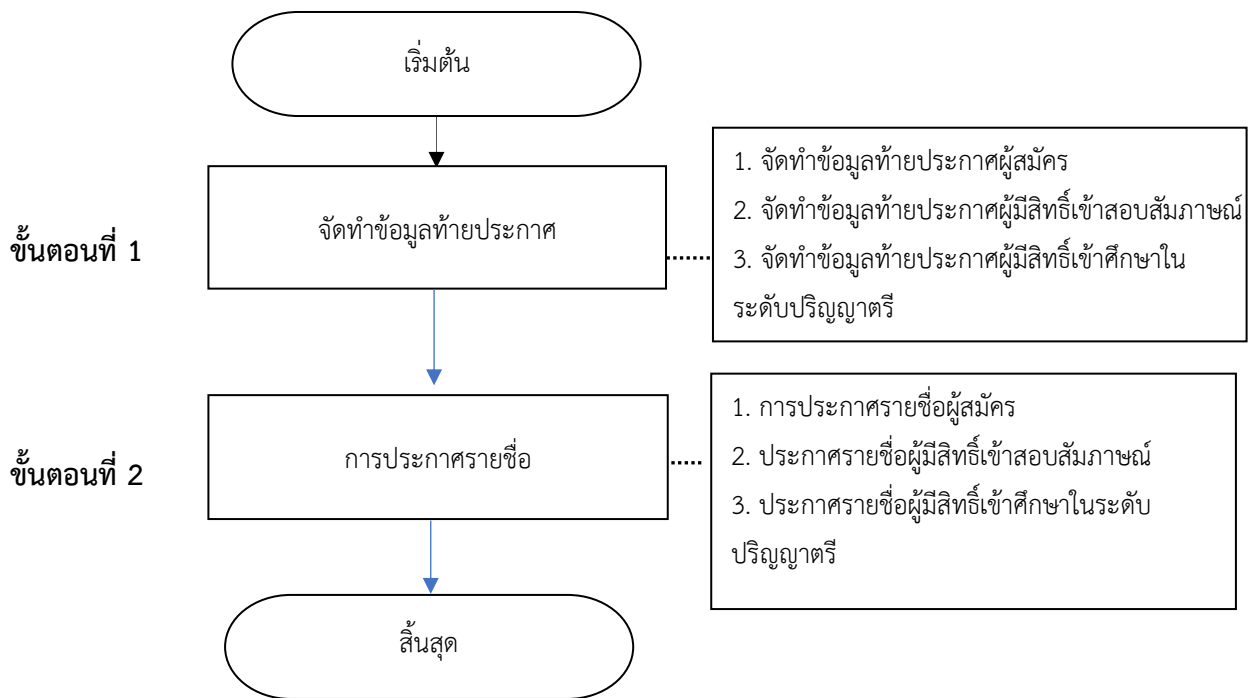 เริ่มต้น
ขั้นตอนที่ 1
จัดทำข้อมูลท้ายประกาศ
1. จัดทำข้อมูลท้ายประกาศผู้สมัคร
2. จัดทำข้อมูลท้ายประกาศผู้มีสิทธิ์เข้าสอบสัมภาษณ์
3. จัดทำข้อมูลท้ายประกาศผู้มีสิทธิ์เข้าศึกษาใน
ระดับปริญญาตรี
ขั้นตอนที่ 2
การประกาศรายชื่อ
1. การประกาศรายชื่อผู้สมัคร
2. ประกาศรายชื่อผู้มีสิทธิ์เข้าสอบสัมภาษณ์
3. ประกาศรายชื่อผู้มีสิทธิ์เข้าศึกษาในระดับ
ปริญญาตรี
สิ้นสุด